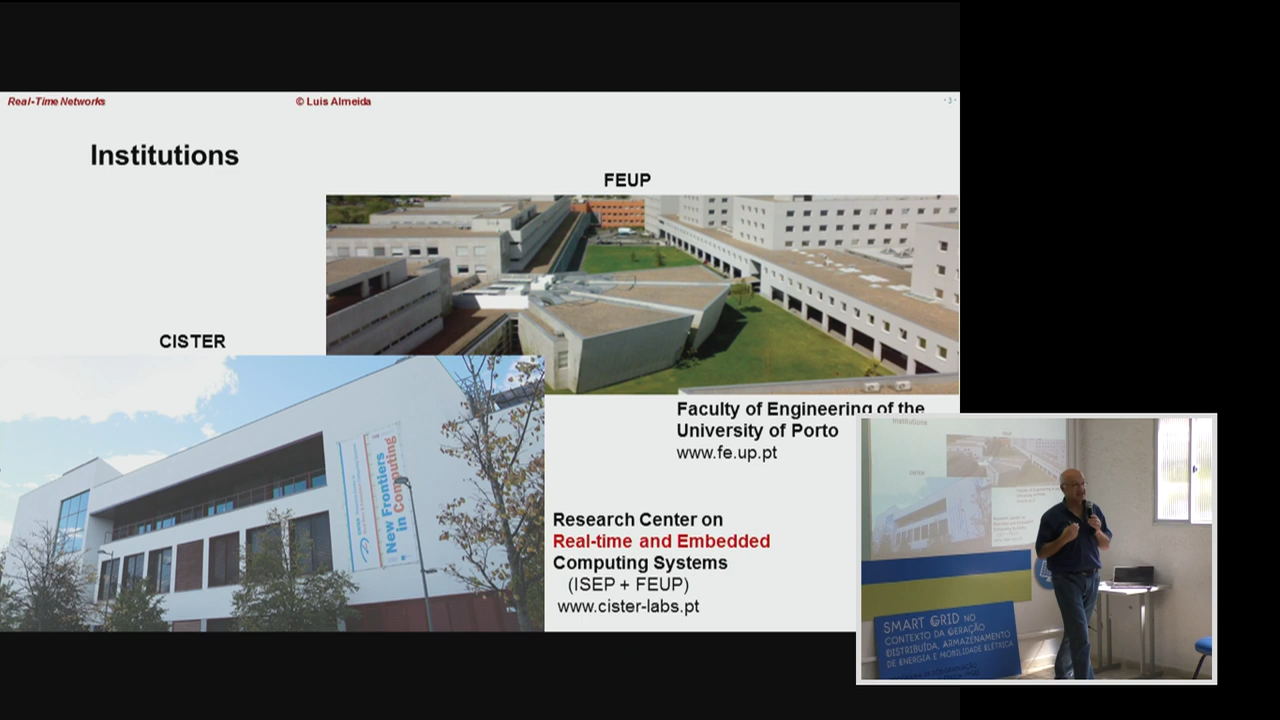 Real-Time Networks
© Luis Almeida
3
Institutions
FEUP
CISTER
New Frontiers
in Computing
Faculty of Engineering of the
University of Porto
www.fe.up.pt
Research Center on
Real-time and Embedded
Computing Systems
(ISEP + FEUP)
www.cister-labs.pt
Institutions
SMART GRID NO
CONTEXTO DA GERAÇÃO
DISTRIBUÍDA, ARMAZENAMENTO
DE ENERGIA E MOBILIDADE ELÉTRICA